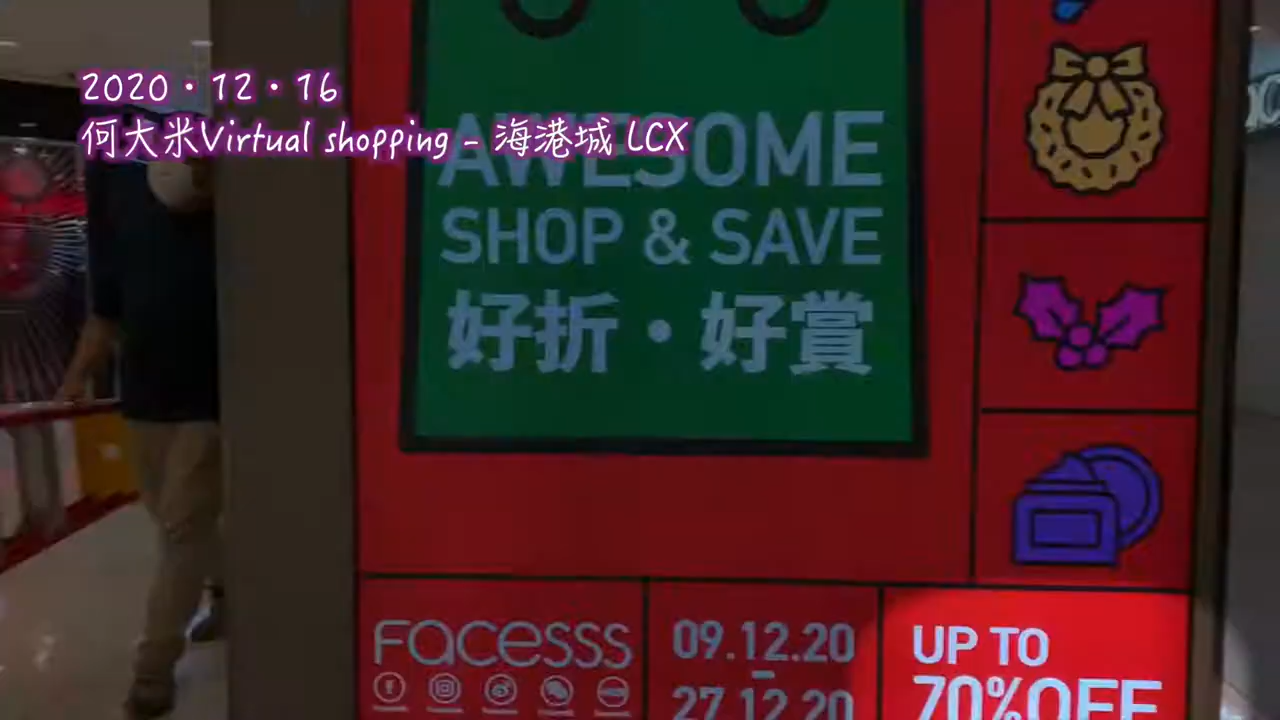 2020・12・16
何大米Virtual shopping - 海港城 LCX
AWESOME
SHOP & SAVE
好折・好賞
FACESSS
09.12.20
-
27.12.20
UP TO
70%OFF